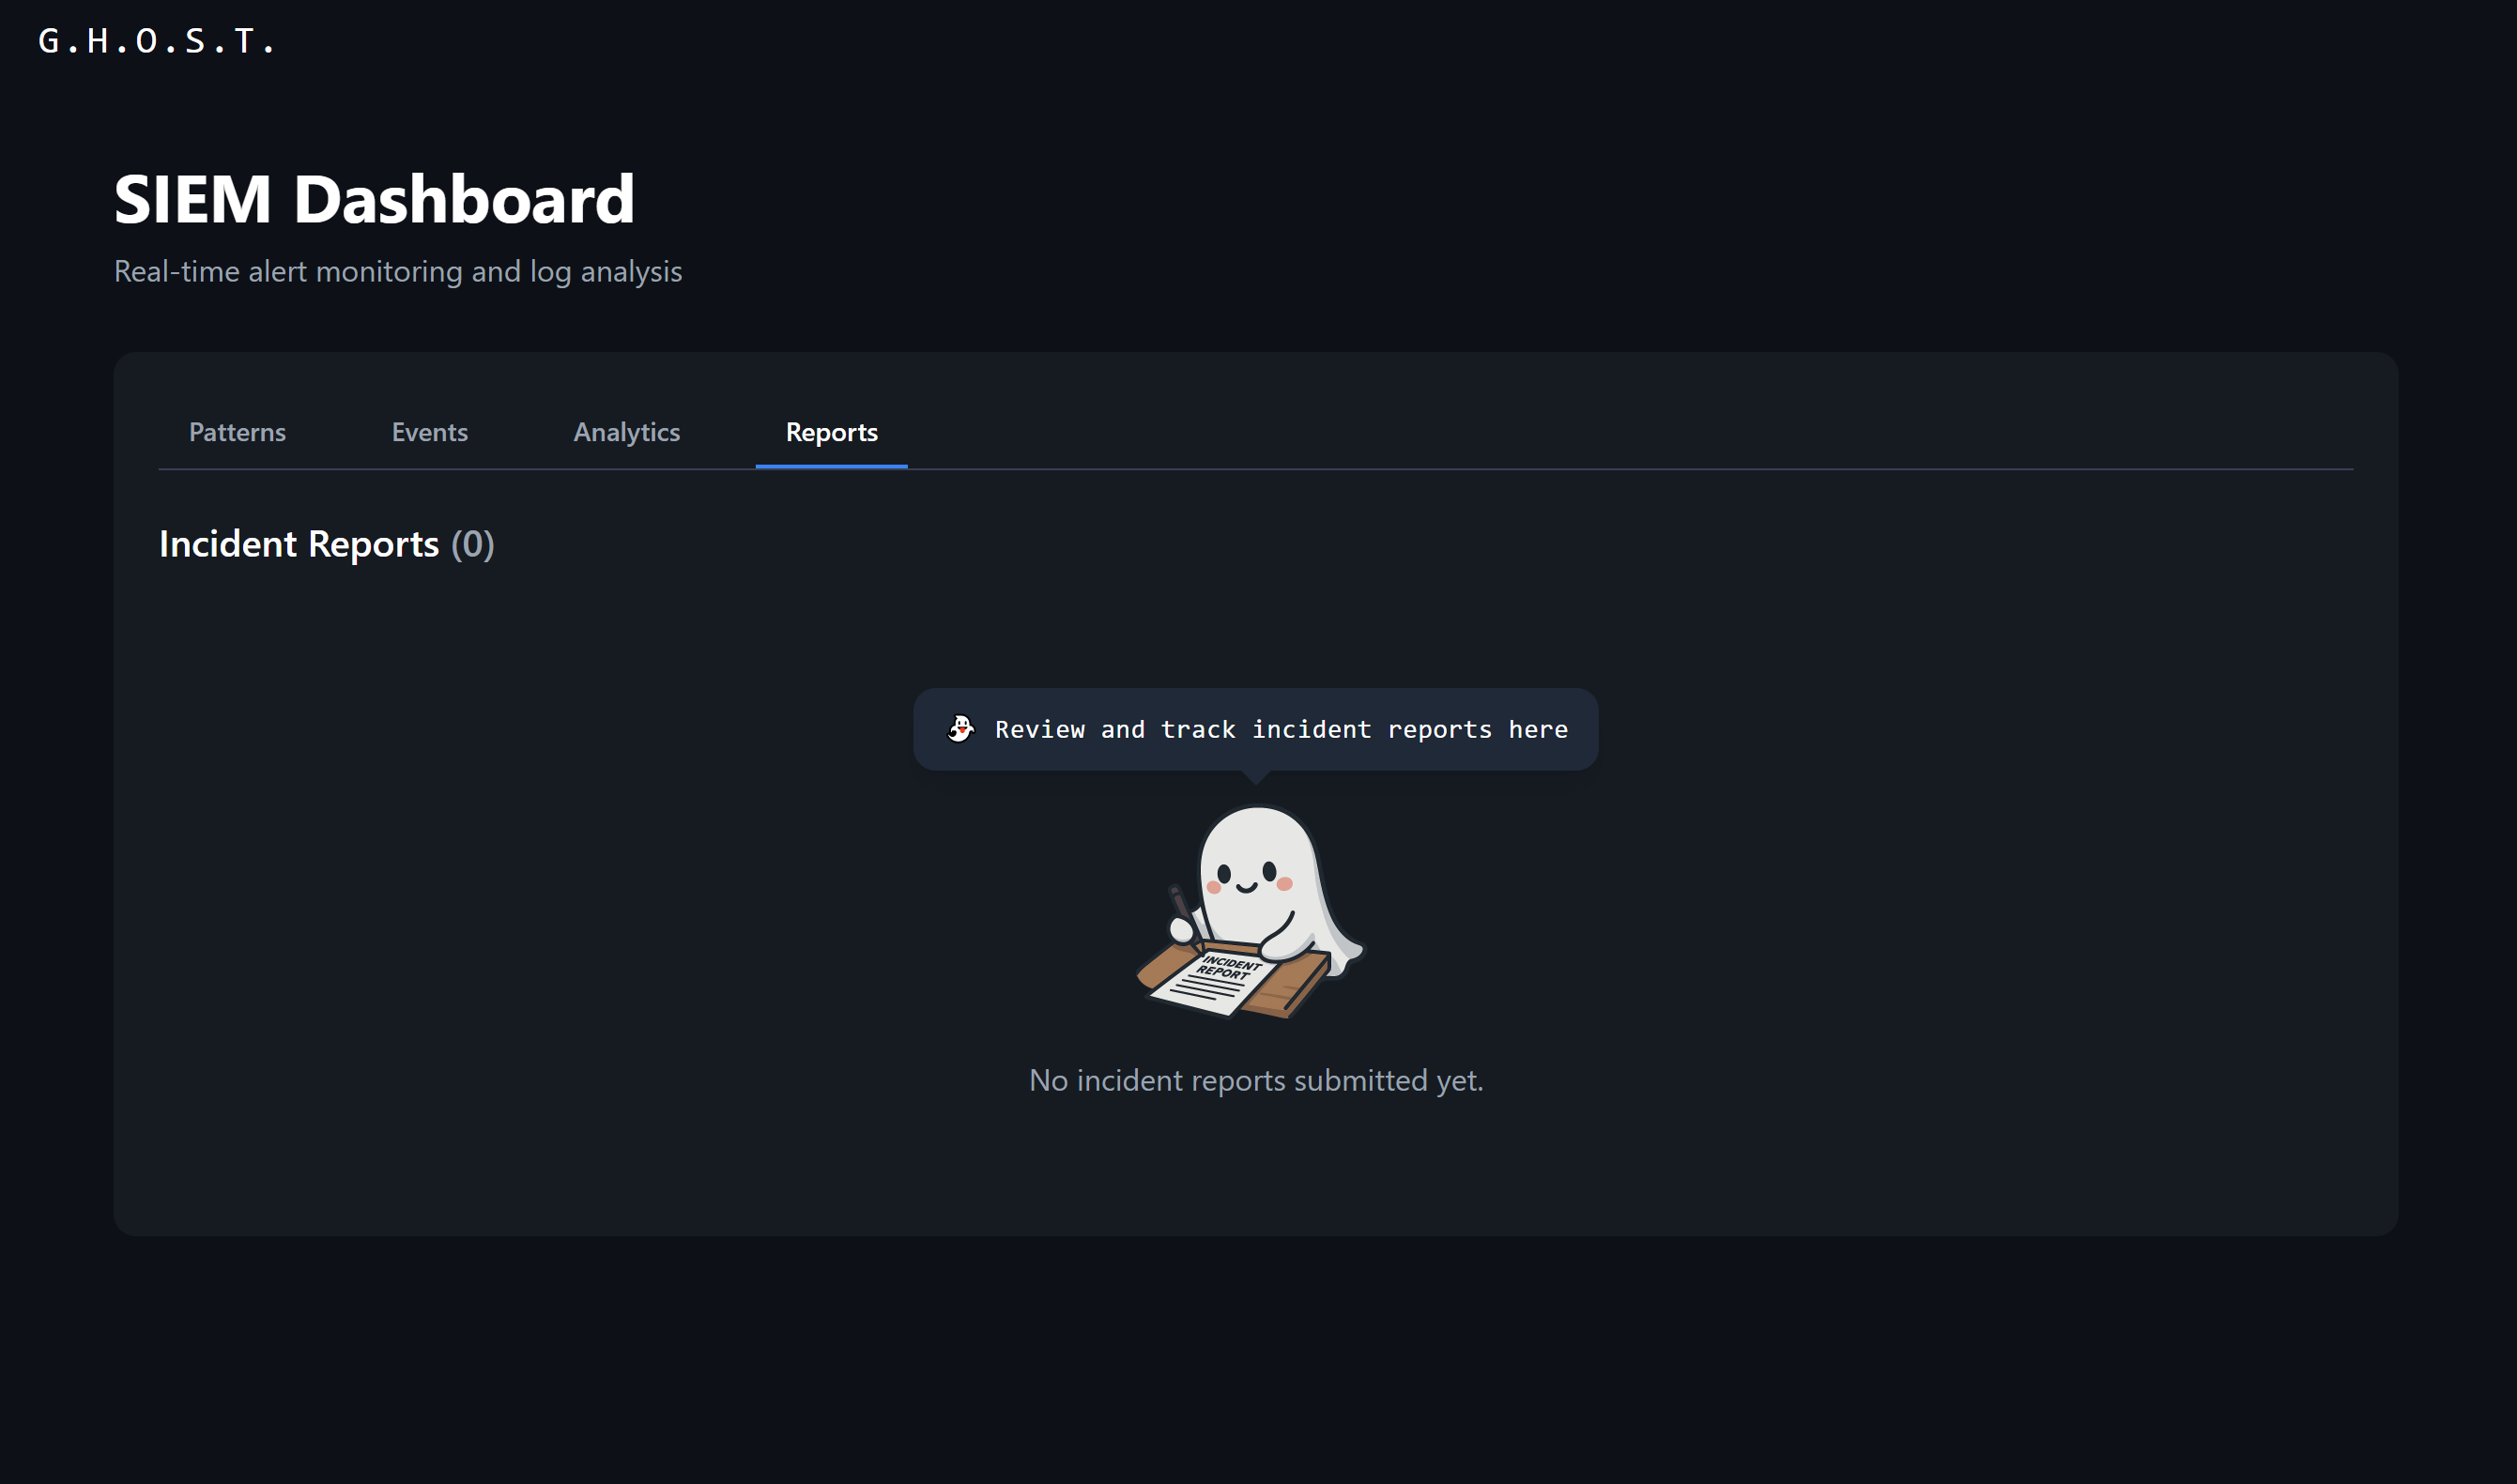 G.H.O.S.T.
SIEM Dashboard
Real-time alert monitoring and log analysis
Patterns
Events
Analytics
Reports
Incident Reports (0)
👻 Review and track incident reports here
INCIDENT
REPORT
No incident reports submitted yet.